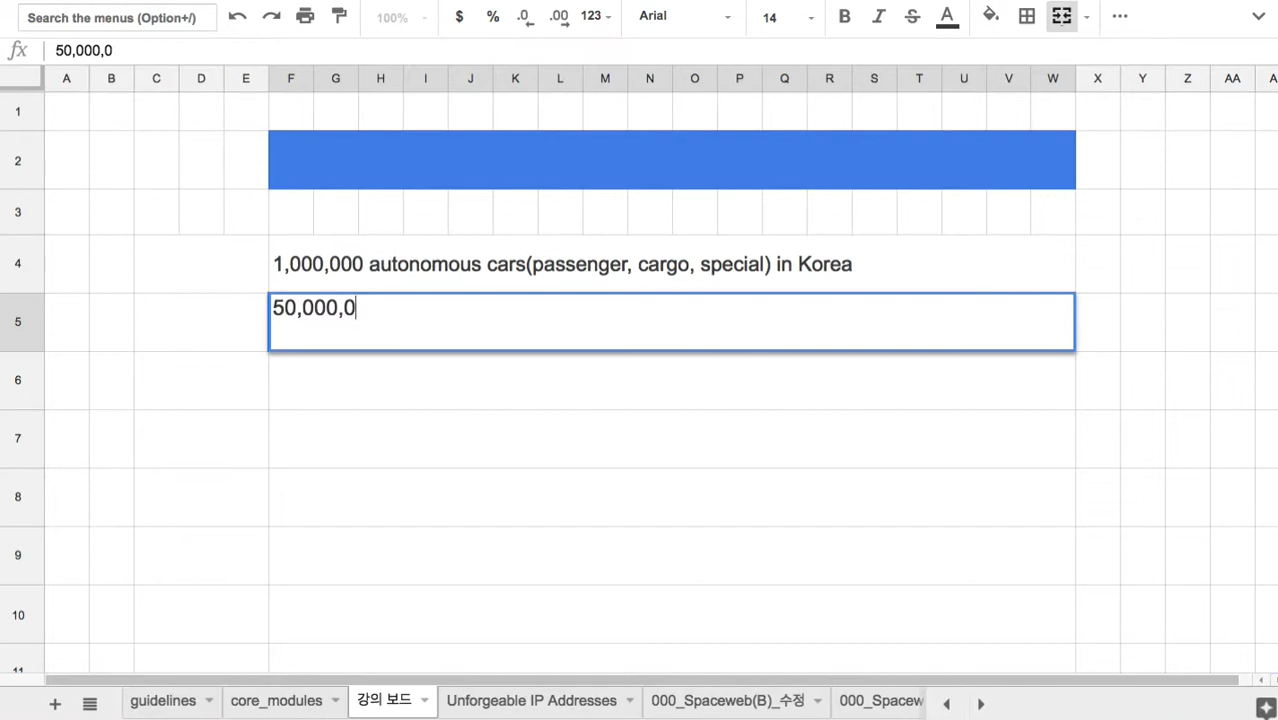 Search the menus (Option+/) 100% $ % .0 .00 123 Arial 14 B I S A
fx 50,000,0
A B C D E F G H I J K L M N O P Q R S T U V W X Y Z AA A
1
2
3
4 1,000,000 autonomous cars(passenger, cargo, special) in Korea
5 50,000,0
6
7
8
9
10
11
guidelines core_modules 강의 보드 Unforgeable IP Addresses 000_Spaceweb(B)_수정 000_Spacew